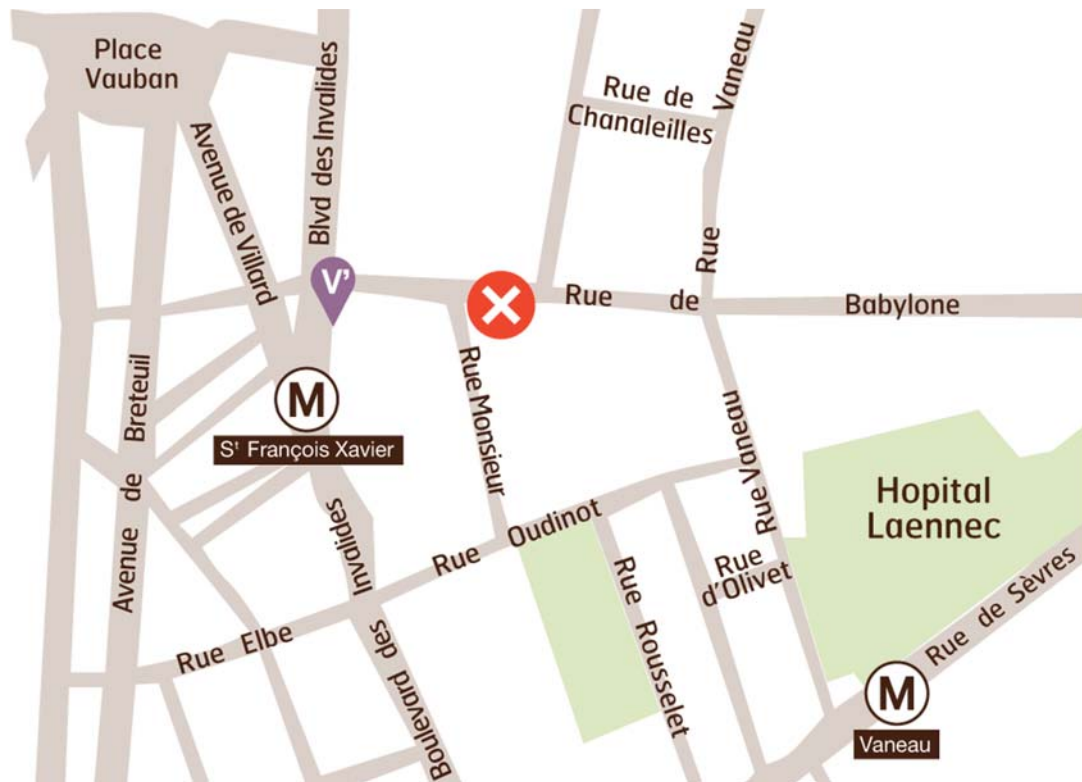 Place
Vauban
Avenue de Villard
Blvd des Invalides
Rue de
Chanaleilles
Rue Vaneau
V'
Rue de Babylone
M
St François Xavier
Avenue de Breteuil
Rue Monsieur
Rue Vaneau
Hopital
Laennec
Rue Oudinot
Rue
d'Olivet
Rue Rousselet
Rue de Sèvres
Rue Elbe
Boulevard des Invalides
M
Vaneau